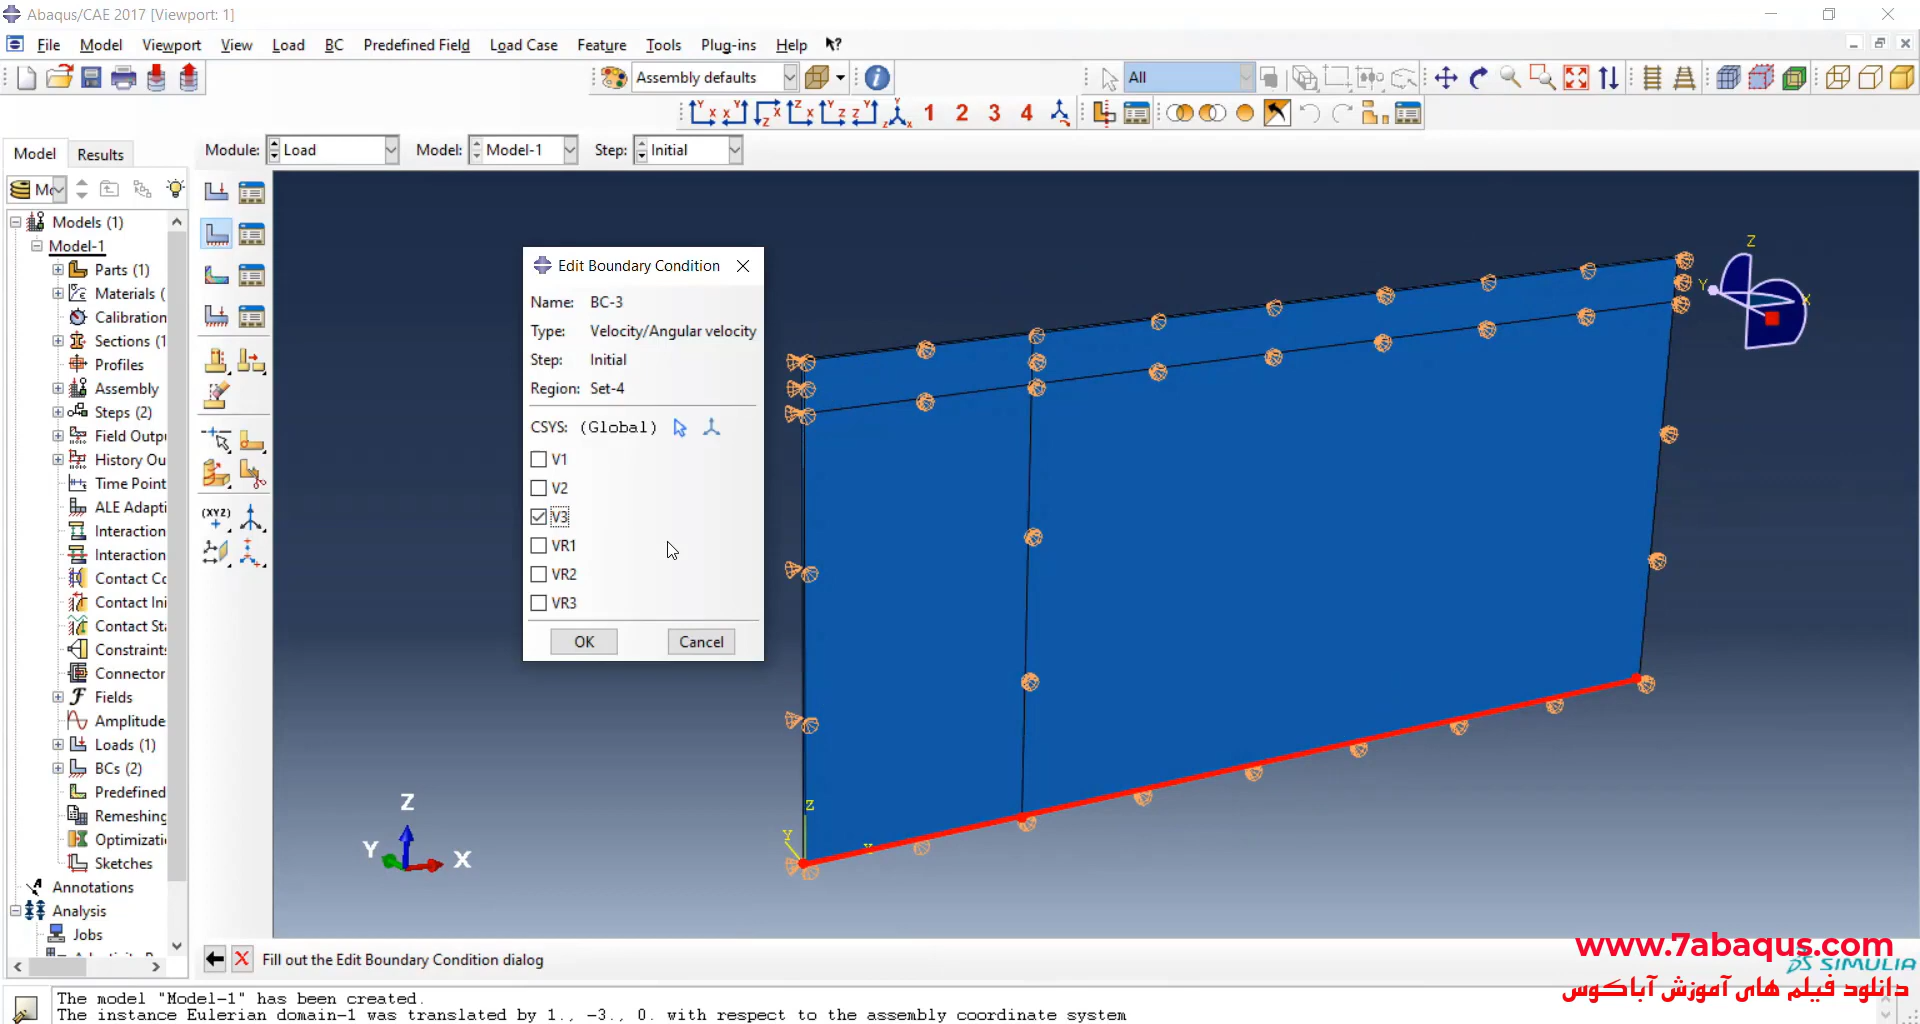 Abaqus/CAE 2017 [Viewport: 1]
File Model Viewport View Load BC Predefined Field Load Case Feature Tools Plug-ins Help
Assembly defaults
All
1 2 3 4
Model Results
Module: Load Model: Model-1 Step: Initial
Models (1)
Model-1
Parts (1)
Materials (
Calibration
Sections (1
Profiles
Assembly
Steps (2)
Field Outp
History Ou
Time Point
ALE Adapti
Interaction
Interaction
Contact Co
Contact Ini
Contact Sta
Constraints
Connector
Fields
Amplitude
Loads (1)
BCs (2)
Predefined
Remeshing
Optimizatio
Sketches
Annotations
Analysis
Jobs
(XYZ)
Edit Boundary Condition
Name: BC-3
Type: Velocity/Angular velocity
Step: Initial
Region: Set-4
CSYS: (Global)
V1
V2
V3
VR1
VR2
VR3
OK Cancel
Z
Y
X
Z
Y
Z
Y X
Fill out the Edit Boundary Condition dialog
www.7abaqus.com
SIMULIA
دانلود فیلم های آموزش آباکوس
The model "Model-1" has been created.
The instance Eulerian domain-1 was translated by 1., -3., 0. with respect to the assembly coordinate system